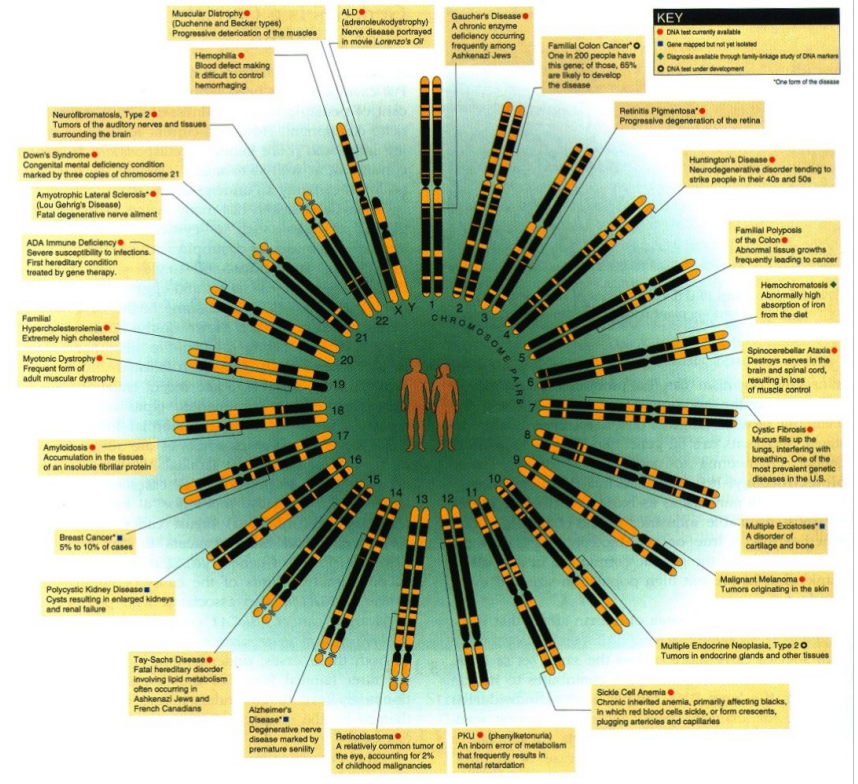 Muscular Distrophy
(Duchenne and Becker types)
Progressive deterication of the muscles
ALD
(adrenoleukodystrophy)
Nerve disease portrayed
in movie Lorenzo's Oil
Gaucher's Disease
A chronic enzyme
deficiency occurring
frequently among
Ashkenazi Jews
KEY
DNA test currently available
Gene mapped but not yet isolated
Diagnosis available through family-linkage study of DNA markers
DNA test under development
*One form of the disease
Hemophilia
Blood defect making
it difficult to control
hemorrhaging
Familial Colon Cancer*
One in 200 people have
this gene; of those, 65%
are likely to develop
the disease
Neurofibromatosis, Type 2
Tumors of the auditory nerves and tissues
surrounding the brain
Retinitis Pigmentosa*
Progressive degeneration of the retina
Down's Syndrome
Congenital mental deficiency condition
marked by three copies of chromosome 21
Huntington's Disease
Neurodegenerative disorder tending to
strike people in their 40s and 50s
Amyotrophic Lateral Sclerosis*
(Lou Gehrig's Disease)
Fatal degenerative nerve ailment
Familial Polyposis
of the Colon
Abnormal tissue growths
frequently leading to cancer
ADA Immune Deficiency
Severe susceptibility to infections.
First hereditary condition
treated by gene therapy.
Hemochromatosis
Abnormally high
absorption of iron
from the diet
Familial
Hypercholesterolemia
Extremely high cholesterol
Spinocerebellar Ataxia
Destroys nerves in the
brain and spinal cord,
resulting in loss
of muscle control
Myotonic Dystrophy
Frequent form of
adult muscular dystrophy
Cystic Fibrosis
Mucus fills up the
lungs, interfering with
breathing. One of the
most prevalent genetic
diseases in the U.S.
Amyloidosis
Accumulation in the tissues
of an insoluble fibrillar protein
Multiple Exostoses*
A disorder of
cartilage and bone
Breast Cancer*
5% to 10% of cases
Malignant Melanoma
Tumors originating in the skin
Polycystic Kidney Disease
Cysts resulting in enlarged kidneys
and renal failure
Multiple Endocrine Neoplasia, Type 2
Tumors in endocrine glands and other tissues
Tay-Sachs Disease
Fatal hereditary disorder
involving lipid metabolism
often occurring in
Ashkenazi Jews and
French Canadians
Sickle Cell Anemia
Chronic inherited anemia, primarily affecting blacks,
in which red blood cells sickle, or form crescents,
plugging arterioles and capillaries
Alzheimer's
Disease*
Degenerative nerve
disease marked by
premature senility
Retinoblastoma
A relatively common tumor of
the eye, accounting for 2%
of childhood malignancies
PKU (phenylketonuria)
An inborn error of metabolism
that frequently results in
mental retardation
CHROMOSOME PAIRS
1
2
3
4
5
6
7
8
9
10
11
12
13
14
15
16
17
18
19
20
21
22
X Y